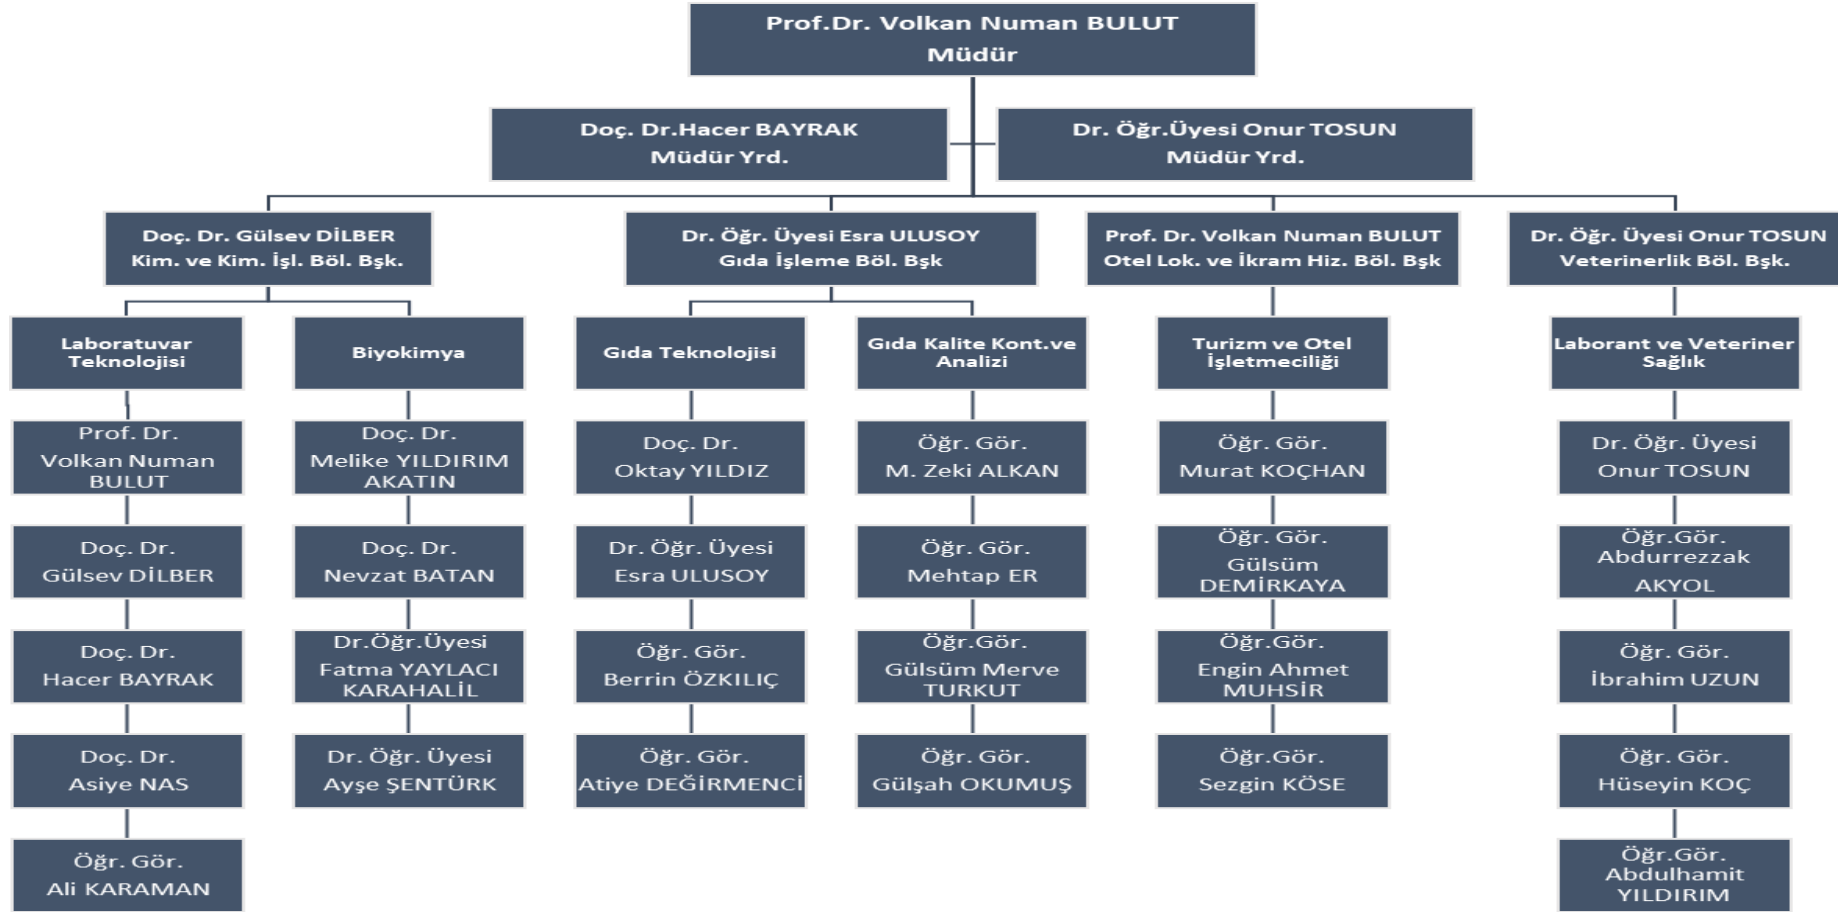 Prof.Dr. Volkan Numan BULUT
Müdür
Doç. Dr.Hacer BAYRAK
Müdür Yrd.
Dr. Öğr.Üyesi Onur TOSUN
Müdür Yrd.
Doç. Dr. Gülsev DİLBER
Kim. ve Kim. İşl. Böl. Bşk.
Dr. Öğr. Üyesi Esra ULUSOY
Gıda İşleme Böl. Bşk
Prof. Dr. Volkan Numan BULUT
Otel Lok. ve İkram Hiz. Böl. Bşk
Dr. Öğr. Üyesi Onur TOSUN
Veterinerlik Böl. Bşk.
Laboratuvar
Teknolojisi
Biyokimya
Gıda Teknolojisi
Gıda Kalite Kont.ve
Analizi
Turizm ve Otel
İşletmeciliği
Laborant ve Veteriner
Sağlık
Prof. Dr.
Volkan Numan
BULUT
Doç. Dr.
Melike YILDIRIM
AKATIN
Doç. Dr.
Oktay YILDIZ
Öğr. Gör.
M. Zeki ALKAN
Öğr. Gör.
Murat KOÇHAN
Dr. Öğr. Üyesi
Onur TOSUN
Doç. Dr.
Gülsev DİLBER
Doç. Dr.
Nevzat BATAN
Dr. Öğr. Üyesi
Esra ULUSOY
Öğr. Gör.
Mehtap ER
Öğr. Gör.
Gülsüm
DEMİRKAYA
Öğr.Gör.
Abdurrezzak
AKYOL
Doç. Dr.
Hacer BAYRAK
Dr.Öğr.Üyesi
Fatma YAYLACI
KARAHALİL
Öğr. Gör.
Berrin ÖZKILIÇ
Öğr.Gör.
Gülsüm Merve
TURKUT
Öğr.Gör.
Engin Ahmet
MUHSİR
Öğr. Gör.
İbrahim UZUN
Doç. Dr.
Asiye NAS
Dr. Öğr. Üyesi
Ayşe ŞENTÜRK
Öğr. Gör.
Atiye DEĞİRMENCİ
Öğr. Gör.
Gülşah OKUMUŞ
Öğr.Gör.
Sezgin KÖSE
Öğr. Gör.
Hüseyin KOÇ
Öğr. Gör.
Ali KARAMAN
Öğr.Gör.
Abdulhamit
YILDIRIM